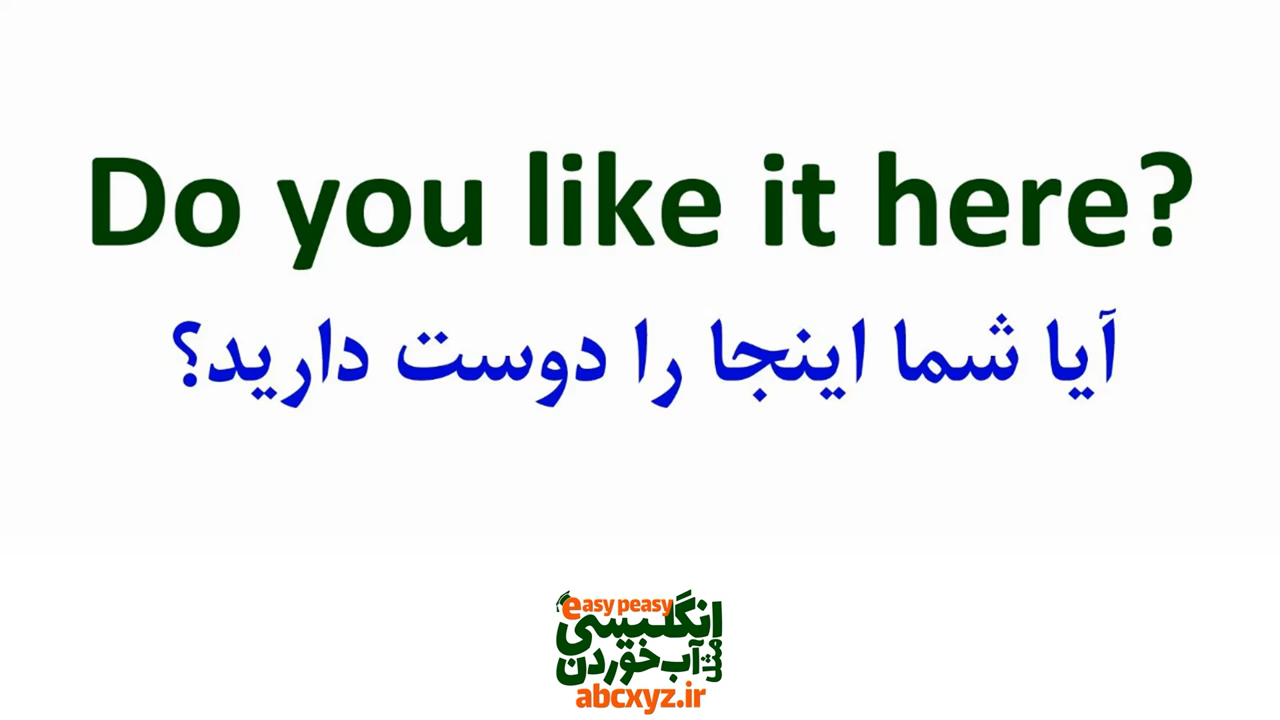 Do you like it here?
آیا شما اینجا را دوست دارید؟
easy peasy
انگلیسی
مثل
آب خوردن
abcxyz.ir